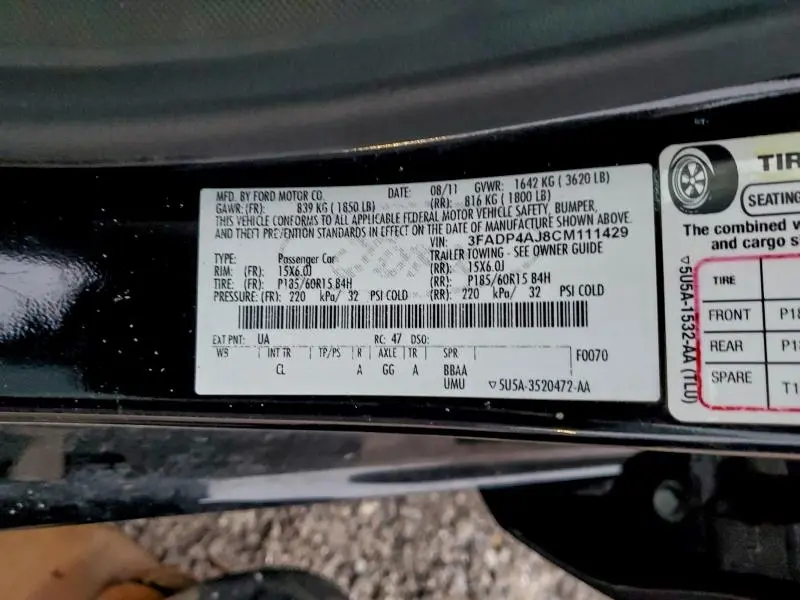 MFD. BY FORD MOTOR CO. DATE: 08/11 GVWR: 1642 KG ( 3620 LB)
GAWR: (FR): 839 KG ( 1850 LB) (RR): 816 KG ( 1800 LB)
THIS VEHICLE CONFORMS TO ALL APPLICABLE FEDERAL MOTOR VEHICLE SAFETY, BUMPER,
AND THEFT PREVENTION STANDARDS IN EFFECT ON THE DATE OF MANUFACTURE SHOWN ABOVE.
VIN: 3FADP4AJ8CM111429
TYPE: Passenger Car TRAILER TOWING - SEE OWNER GUIDE
RIM: (FR): 15X6.0J (RR): 15X6.0J
TIRE: (FR): P185/60R15 84H (RR): P185/60R15 84H
PRESSURE: (FR): 220 kPa/ 32 PSI COLD (RR): 220 kPa/ 32 PSI COLD
EXT PNT: UA RC: 47 DSO:
WB INT TR TP/PS R AXLE TR SPR F0070
CL A GG A BBAA
UMU ▽5U5A-3520472-AA
TIR
SEATING
The combined
and cargo s
TIRE
FRONT P18
REAR P18
SPARE T1
▽5U5A-1532-AA (TLU)